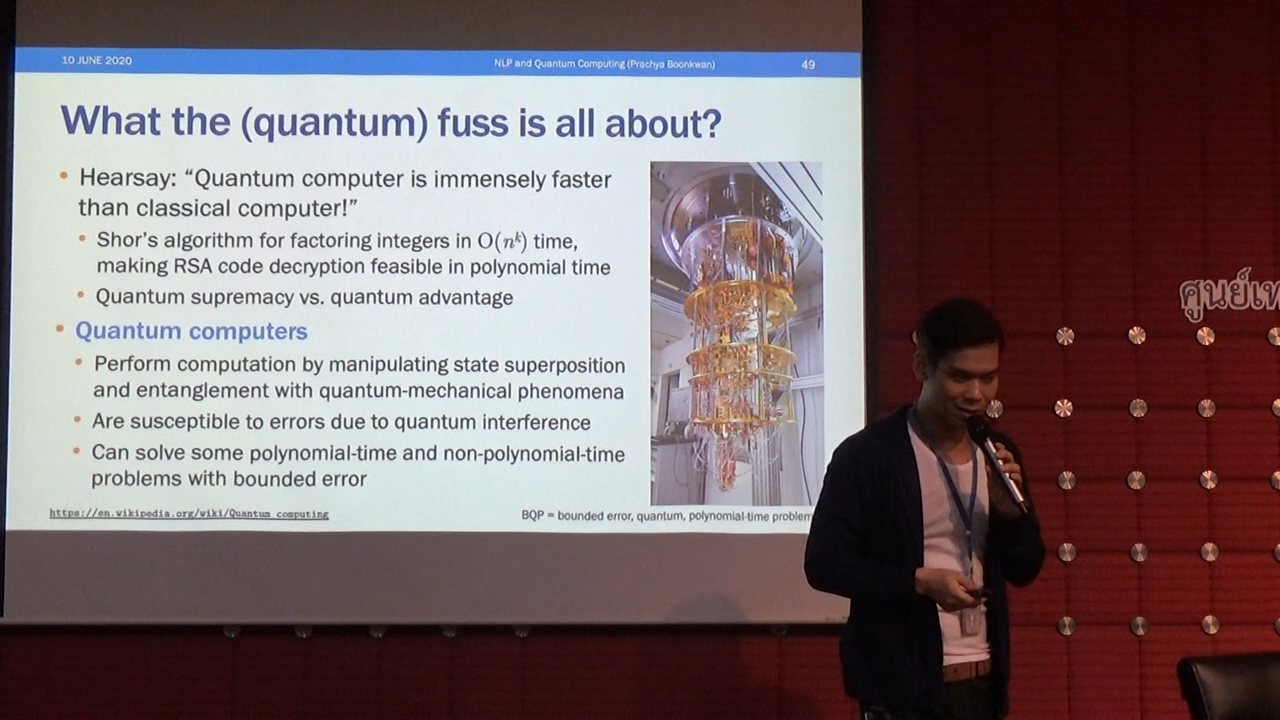 10 JUNE 2020
NLP and Quantum Computing (Prachya Boonkwan)
49
What the (quantum) fuss is all about?
• Hearsay: “Quantum computer is immensely faster
than classical computer!”
• Shor’s algorithm for factoring integers in O(nᵏ) time,
making RSA code decryption feasible in polynomial time
• Quantum supremacy vs. quantum advantage
• Quantum computers
• Perform computation by manipulating state superposition
and entanglement with quantum-mechanical phenomena
• Are susceptible to errors due to quantum interference
• Can solve some polynomial-time and non-polynomial-time
problems with bounded error
https://en.wikipedia.org/wiki/Quantum_computing
BQP = bounded error, quantum, polynomial-time problem
ศูนย์เท